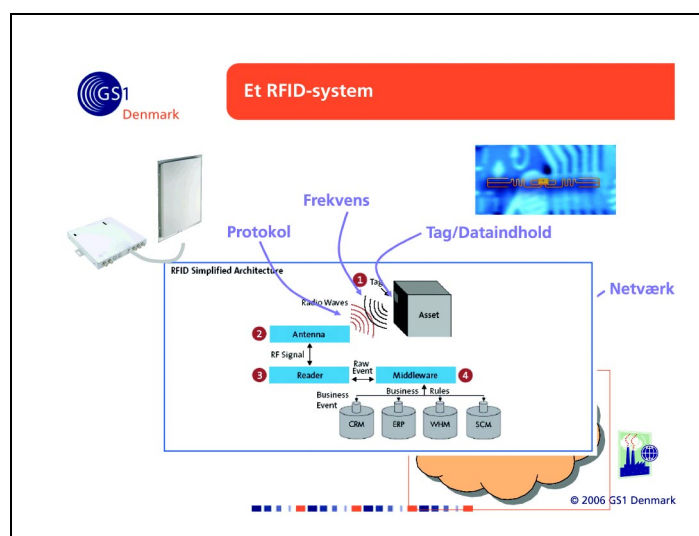 Et RFID-system
GS1
Denmark
Frekvens
Protokol
Tag/Dataindhold
Netværk
RFID Simplified Architecture
1
Tag
Radio Waves
Asset
2
Antenna
RF Signal
3
Reader
Raw
Event
Middleware
4
Business
Event
Business Rules
CRM
ERP
WHM
SCM
© 2006 GS1 Denmark